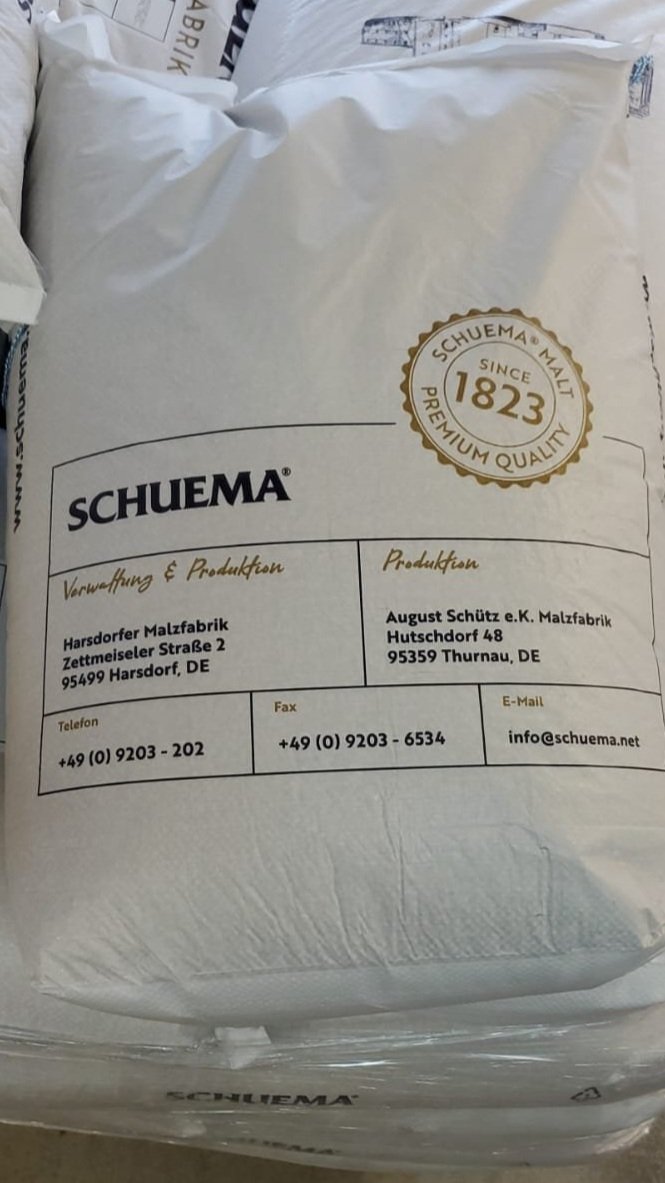 ABRIK
www.schuema.
SCHUEMA® MALT
SINCE
1823
PREMIUM QUALITY
SCHUEMA®
Verwaltung & Produktion
Harsdorfer Malzfabrik
Zettmeiseler Straße 2
95499 Harsdorf, DE
Produktion
August Schütz e.K. Malzfabrik
Hutschdorf 48
95359 Thurnau, DE
Telefon
+49 (0) 9203 - 202
Fax
+49 (0) 9203 - 6534
E-Mail
info@schuema.net
SCHUEMA
SCHUEMA